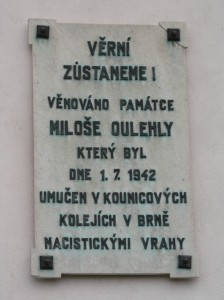 VĚRNÍ
ZŮSTANEME!
VĚNOVÁNO PAMÁTCE
MILOŠE OULEHLY
KTERÝ BYL
DNE 1. 7. 1942
UMUČEN V KOUNICOVÝCH
KOLEJÍCH V BRNĚ
NACISTICKÝMI VRAHY